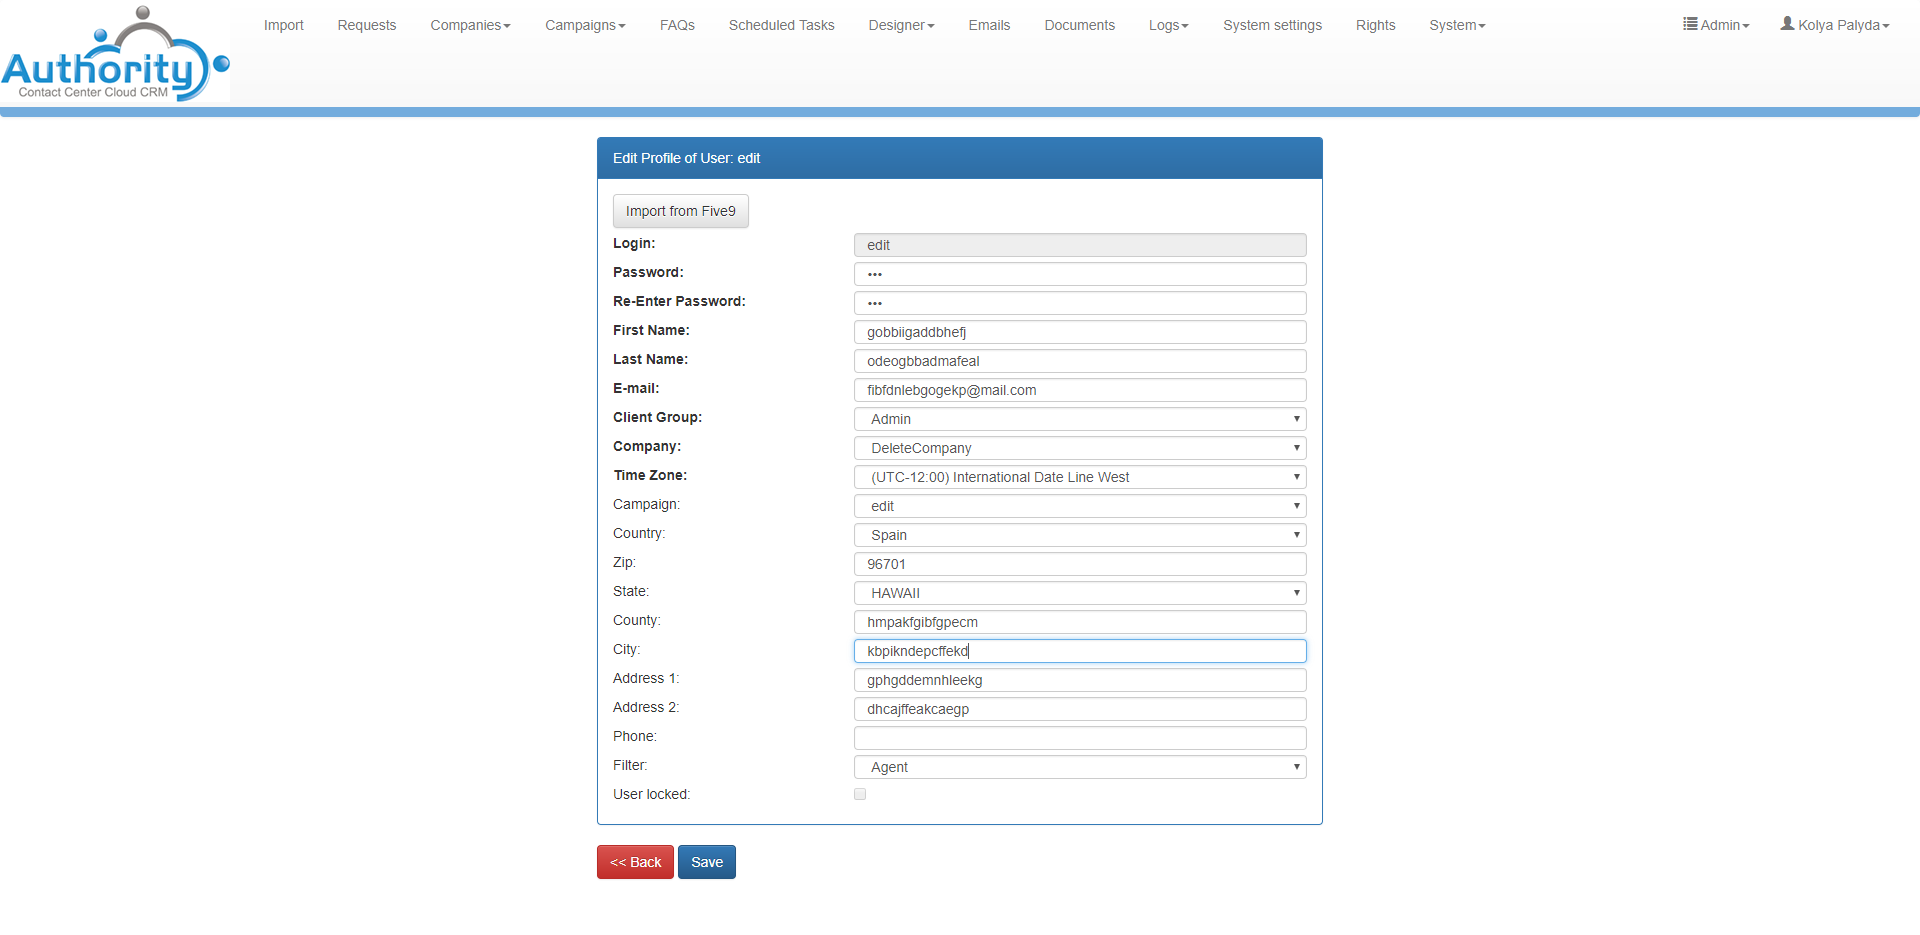 Authority
Contact Center Cloud CRM
Import Requests Companies Campaigns FAQs Scheduled Tasks Designer Emails Documents Logs System settings Rights System Admin Kolya Palyda
Edit Profile of User: edit
Import from Five9
Login: edit
Password: •••
Re-Enter Password: •••
First Name: gobbiigaddbhefj
Last Name: odeogbbadmafeal
E-mail: fibfdnlebgogekp@mail.com
Client Group: Admin
Company: DeleteCompany
Time Zone: (UTC-12:00) International Date Line West
Campaign: edit
Country: Spain
Zip: 96701
State: HAWAII
County: hmpakfgibfgpecm
City: kbpikndepcffekd
Address 1: gphgddemnhleekg
Address 2: dhcajffeakcaegp
Phone:
Filter: Agent
User locked:
<< Back Save